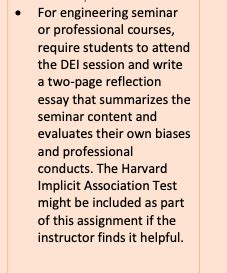 • For engineering seminar
or professional courses,
require students to attend
the DEI session and write
a two-page reflection
essay that summarizes the
seminar content and
evaluates their own biases
and professional
conducts. The Harvard
Implicit Association Test
might be included as part
of this assignment if the
instructor finds it helpful.